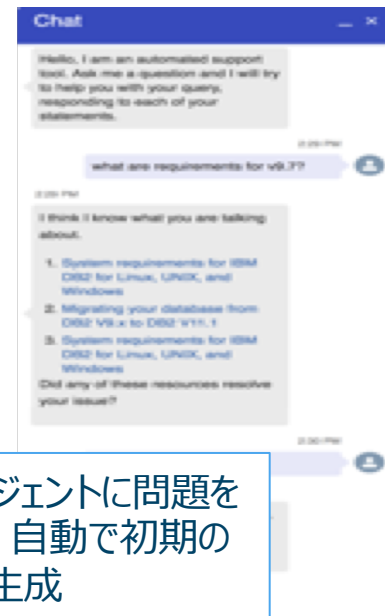 Chat
Hello, I am an automated support
tool. Ask me a question and I will try
to help you with your query,
responding to each of your
statements.
2:29 PM
what are requirements for v9.7?
2:29 PM
I think I know what you are talking
about.
1. System requirements for IBM
DB2 for Linux, UNIX, and
Windows
2. Migrating your database from
DB2 V9.x to DB2 V11.1
3. System requirements for IBM
DB2 for Linux, UNIX, and
Windows
Did any of these resources resolve
your issue?
2:30 PM
ジェントに問題を
自動で初期の
生成